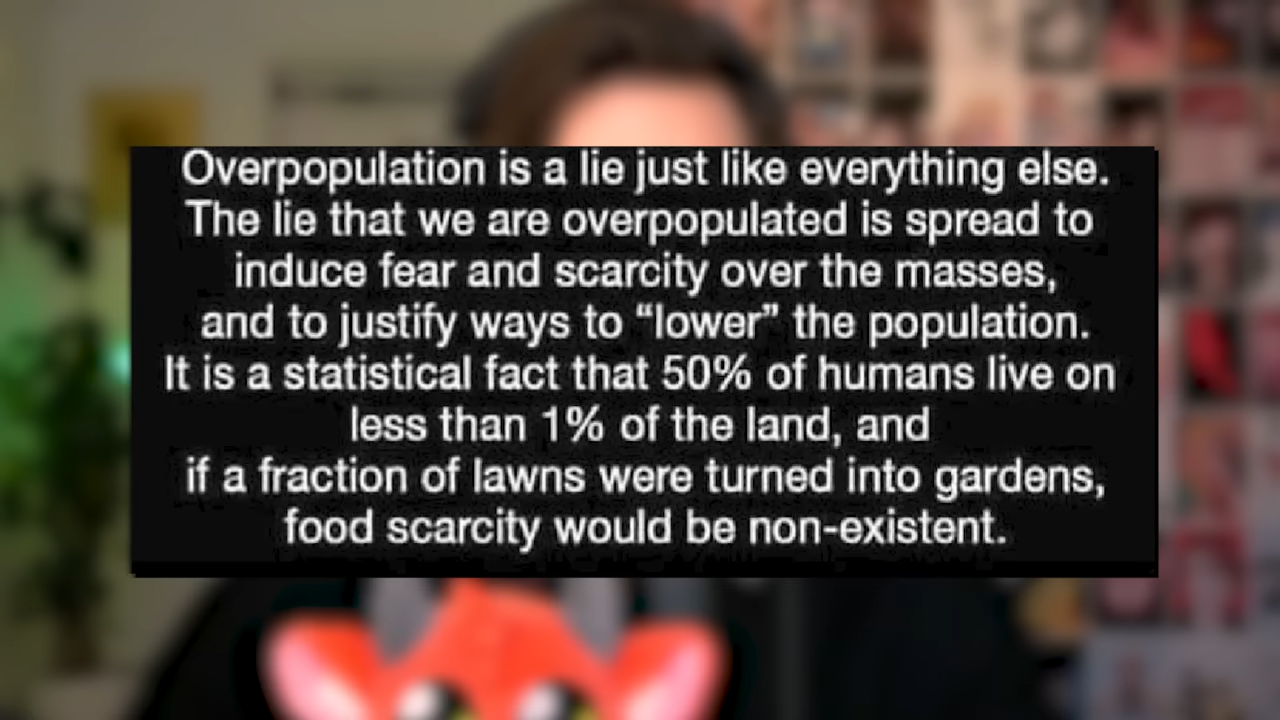 Overpopulation is a lie just like everything else.
The lie that we are overpopulated is spread to
induce fear and scarcity over the masses,
and to justify ways to “lower” the population.
It is a statistical fact that 50% of humans live on
less than 1% of the land, and
if a fraction of lawns were turned into gardens,
food scarcity would be non-existent.